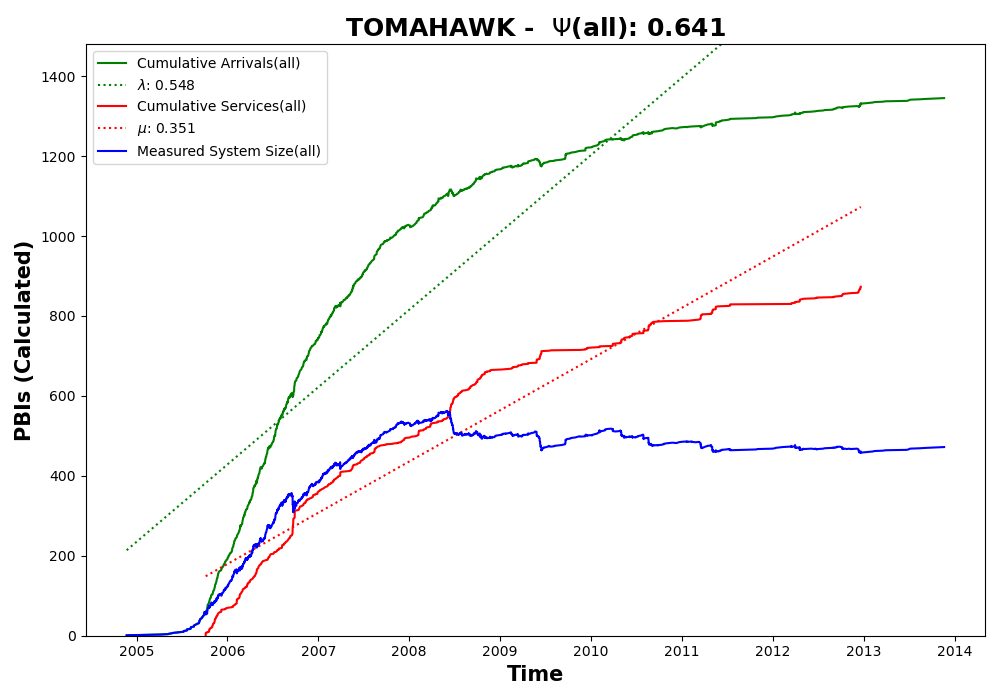 TOMAHAWK - Ψ(all): 0.641
Cumulative Arrivals(all)
λ: 0.548
Cumulative Services(all)
μ: 0.351
Measured System Size(all)
PBIs (Calculated)
1400
1200
1000
800
600
400
200
0
2005 2006 2007 2008 2009 2010 2011 2012 2013 2014
Time